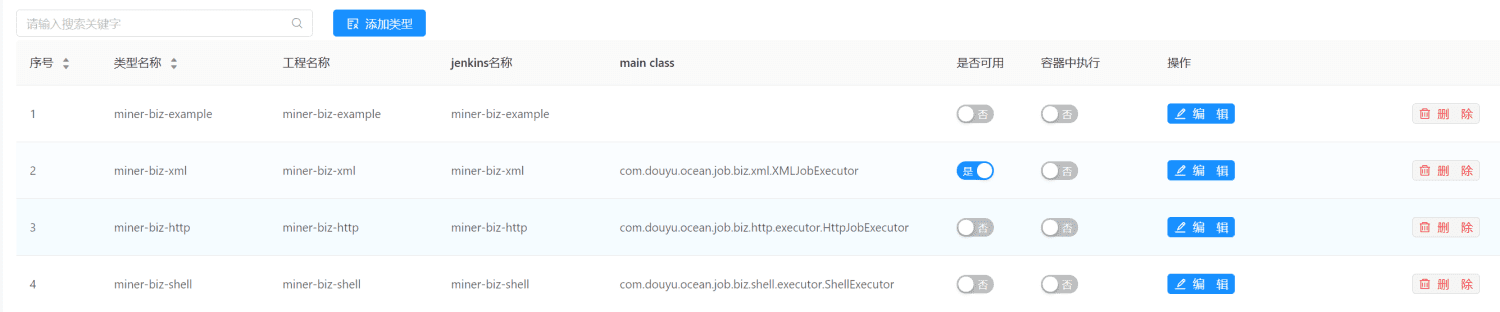 请输入搜索关键字 添加类型
序号 类型名称 工程名称 jenkins名称 main class 是否可用 容器中执行 操作
1 miner-biz-example miner-biz-example miner-biz-example 否 否 编 辑 删 除
2 miner-biz-xml miner-biz-xml miner-biz-xml com.douyu.ocean.job.biz.xml.XMLJobExecutor 是 否 编 辑 删 除
3 miner-biz-http miner-biz-http miner-biz-http com.douyu.ocean.job.biz.http.executor.HttpJobExecutor 否 否 编 辑 删 除
4 miner-biz-shell miner-biz-shell miner-biz-shell com.douyu.ocean.job.biz.shell.executor.ShellExecutor 否 否 编 辑 删 除